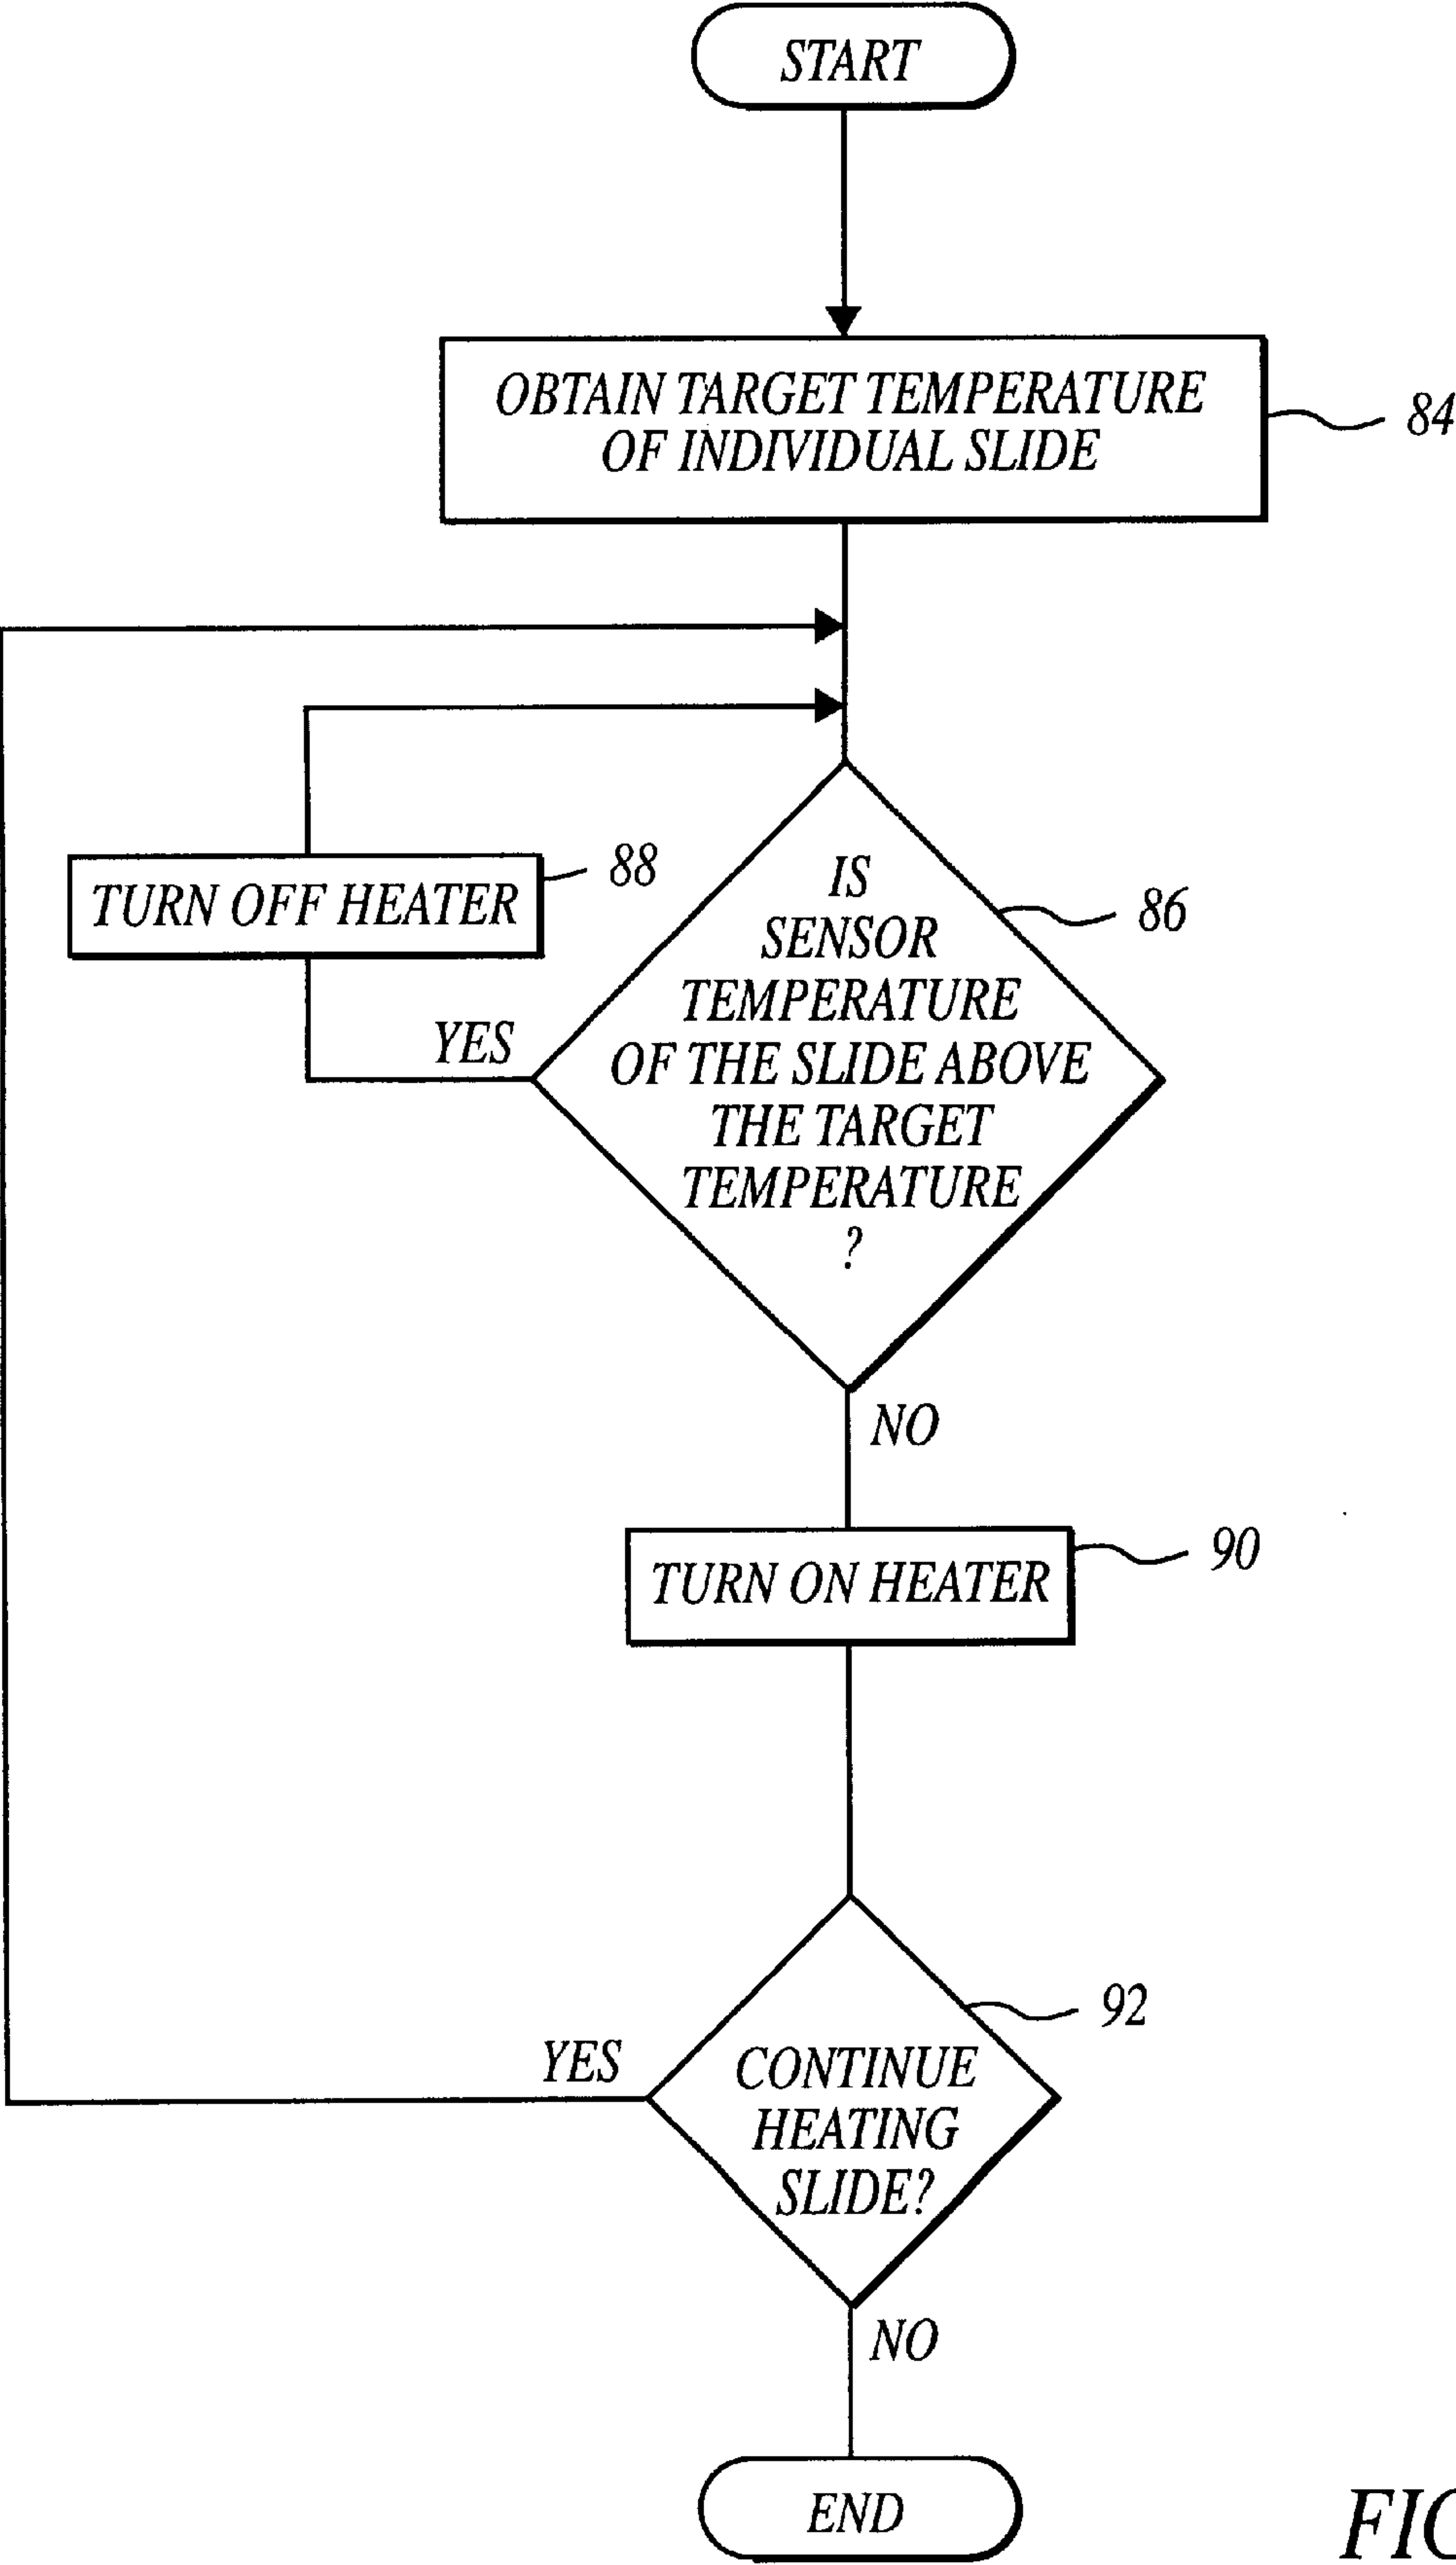 START
OBTAIN TARGET TEMPERATURE
OF INDIVIDUAL SLIDE
84
TURN OFF HEATER
88
YES
IS
SENSOR
TEMPERATURE
OF THE SLIDE ABOVE
THE TARGET
TEMPERATURE
?
86
NO
TURN ON HEATER
90
YES
CONTINUE
HEATING
SLIDE?
92
NO
END